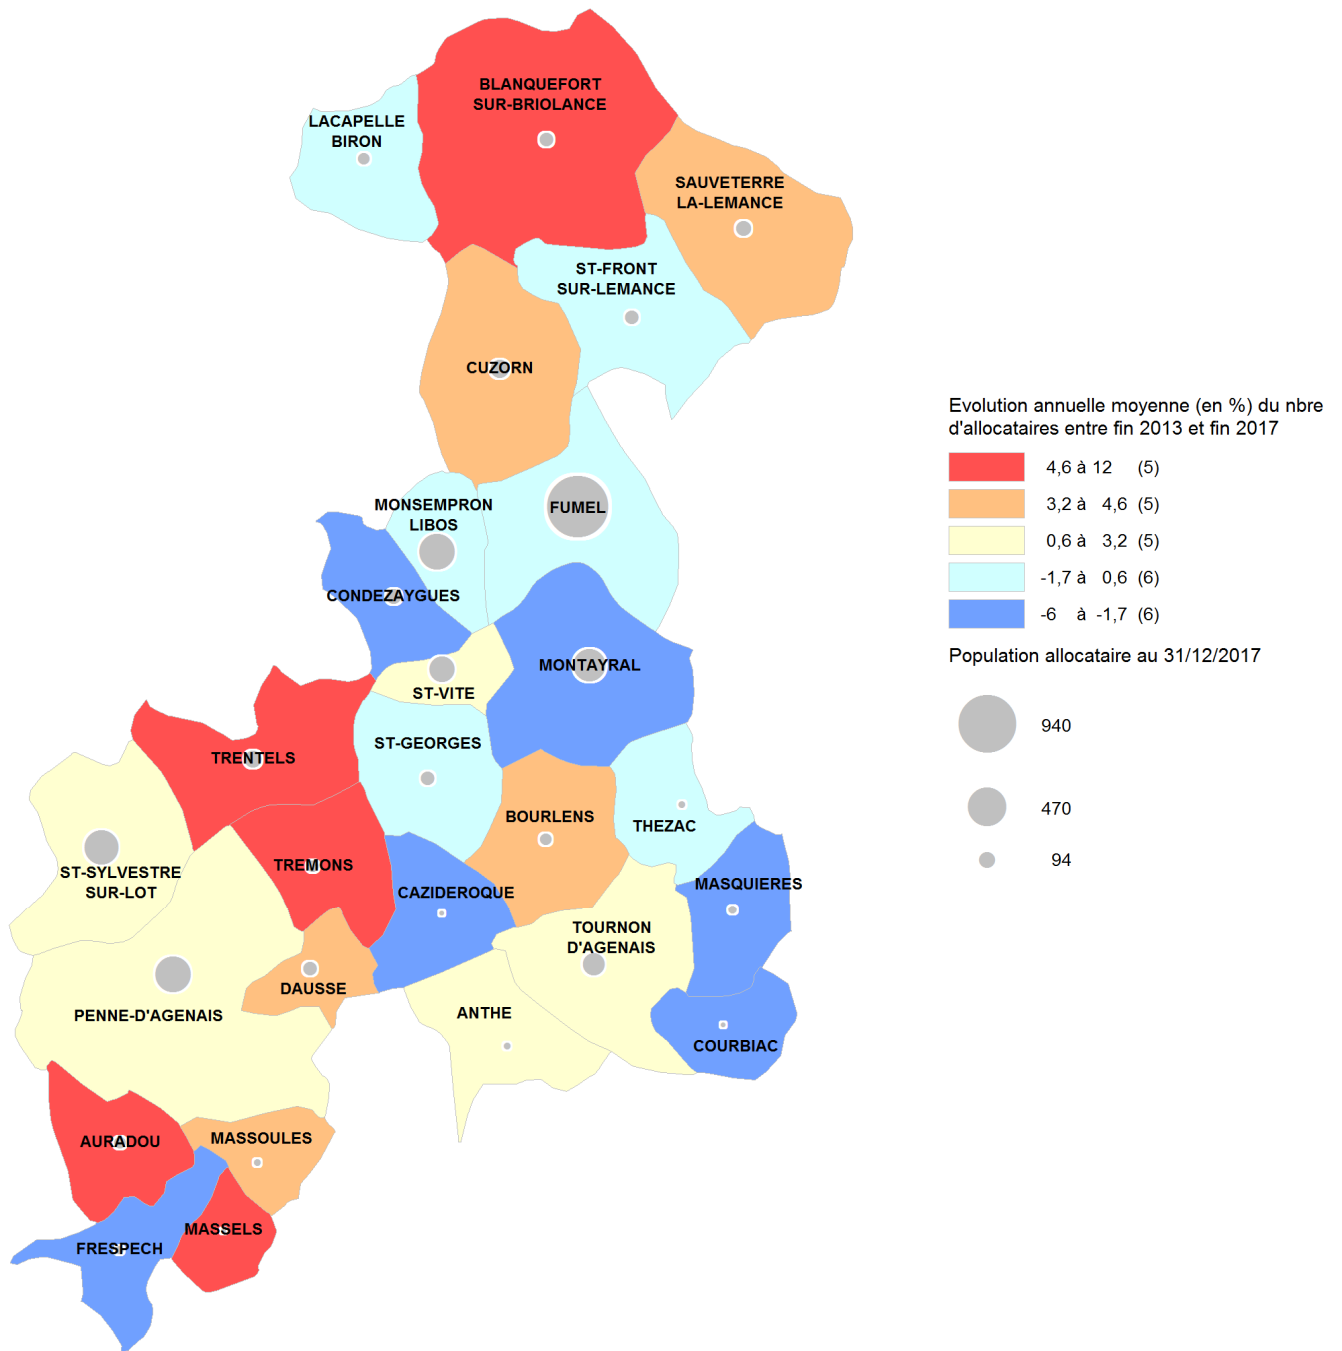 BLANQUEFORT
SUR-BRIOLANCE
LACAPELLE
BIRON
SAUVETERRE
LA-LEMANCE
ST-FRONT
SUR-LEMANCE
CUZORN
Evolution annuelle moyenne (en %) du nbre
d'allocataires entre fin 2013 et fin 2017
4,6 à 12 (5)
3,2 à 4,6 (5)
0,6 à 3,2 (5)
-1,7 à 0,6 (6)
-6 à -1,7 (6)
Population allocataire au 31/12/2017
940
470
94
MONSEMPRON
LIBOS
FUMEL
CONDEZAYGUES
MONTAYRAL
ST-VITE
ST-GEORGES
TRENTELS
BOURLENS
THEZAC
TREMONS
ST-SYLVESTRE
SUR-LOT
CAZIDEROQUE
MASQUIERES
TOURNON
D'AGENAIS
DAUSSE
PENNE-D'AGENAIS
ANTHE
COURBIAC
AURADOU
MASSOULES
MASSELS
FRESPECH